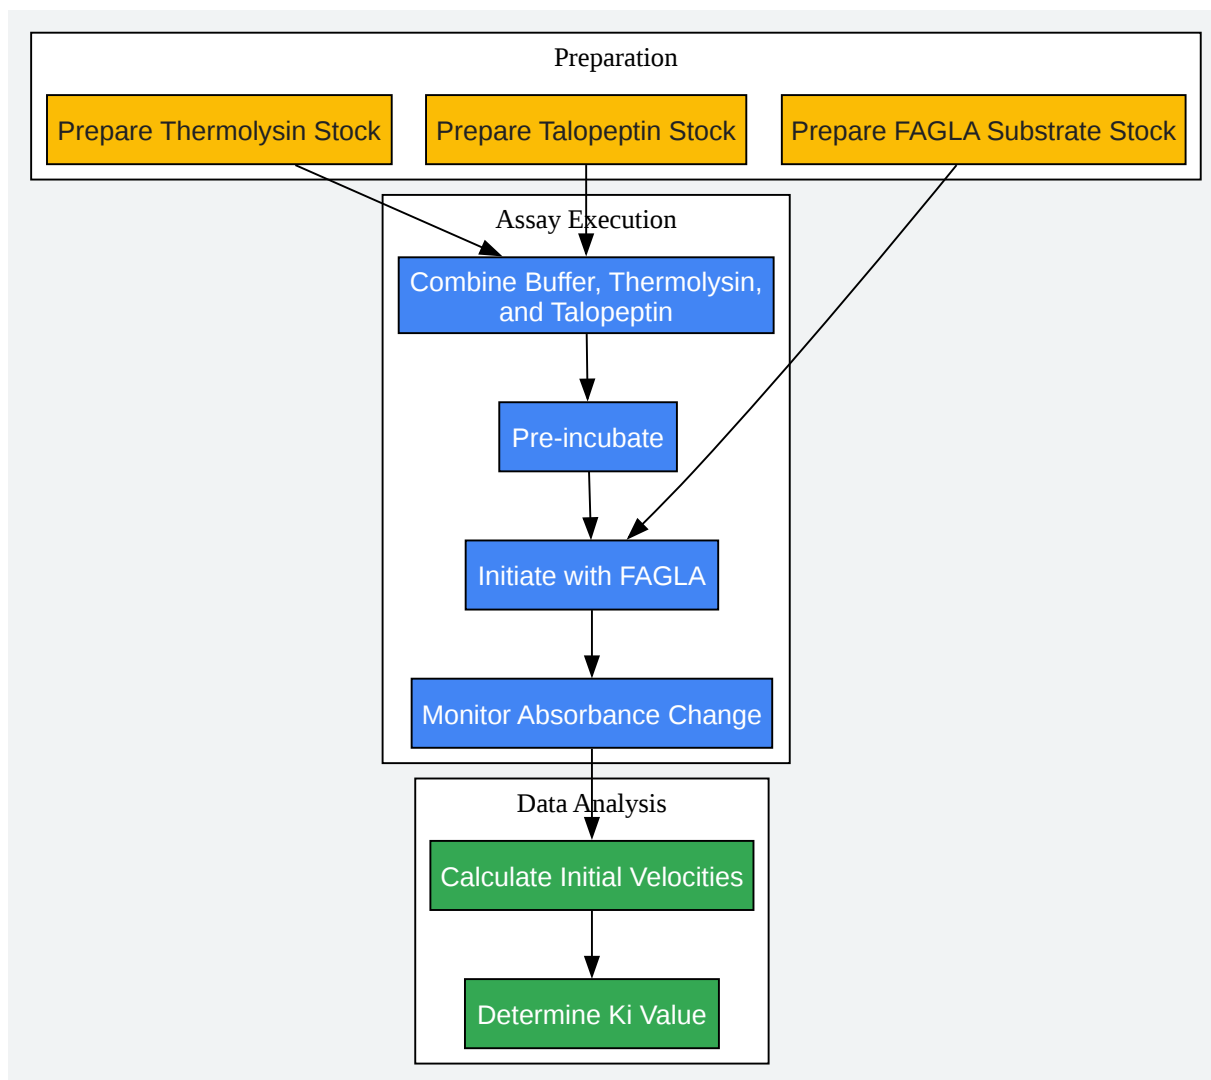 Preparation
Prepare Thermolysin Stock
Prepare Talopeptin Stock
Prepare FAGLA Substrate Stock
Assay Execution
Combine Buffer, Thermolysin,
and Talopeptin
Pre-incubate
Initiate with FAGLA
Monitor Absorbance Change
Data Analysis
Calculate Initial Velocities
Determine Ki Value